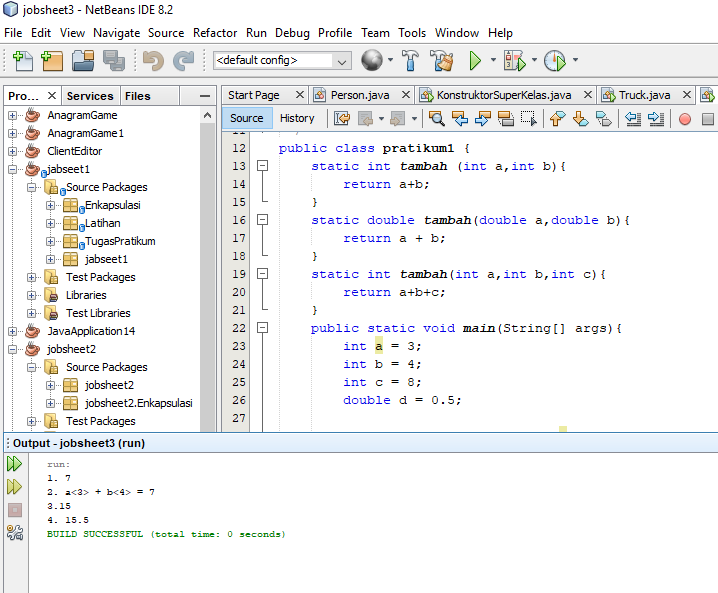 jobsheet3 - NetBeans IDE 8.2
File Edit View Navigate Source Refactor Run Debug Profile Team Tools Window Help
<default config>
Pro... Services Files
AnagramGame
AnagramGame1
ClientEditor
jabseet1
Source Packages
Enkapsulasi
Latihan
TugasPratikum
jabseet1
Test Packages
Libraries
Test Libraries
JavaApplication14
jobsheet2
Source Packages
jobsheet2
jobsheet2.Enkapsulasi
Test Packages
Start Page Person.java KonstruktorSuperKelas.java Truck.java
Source History
11 */
12 public class pratikum1 {
13 static int tambah (int a,int b){
14 return a+b;
15 }
16 static double tambah(double a,double b){
17 return a + b;
18 }
19 static int tambah(int a,int b,int c){
20 return a+b+c;
21 }
22 public static void main(String[] args){
23 int a = 3;
24 int b = 4;
25 int c = 8;
26 double d = 0.5;
27
Output - jobsheet3 (run)
run:
1. 7
2. a<3> + b<4> = 7
3.15
4. 15.5
BUILD SUCCESSFUL (total time: 0 seconds)